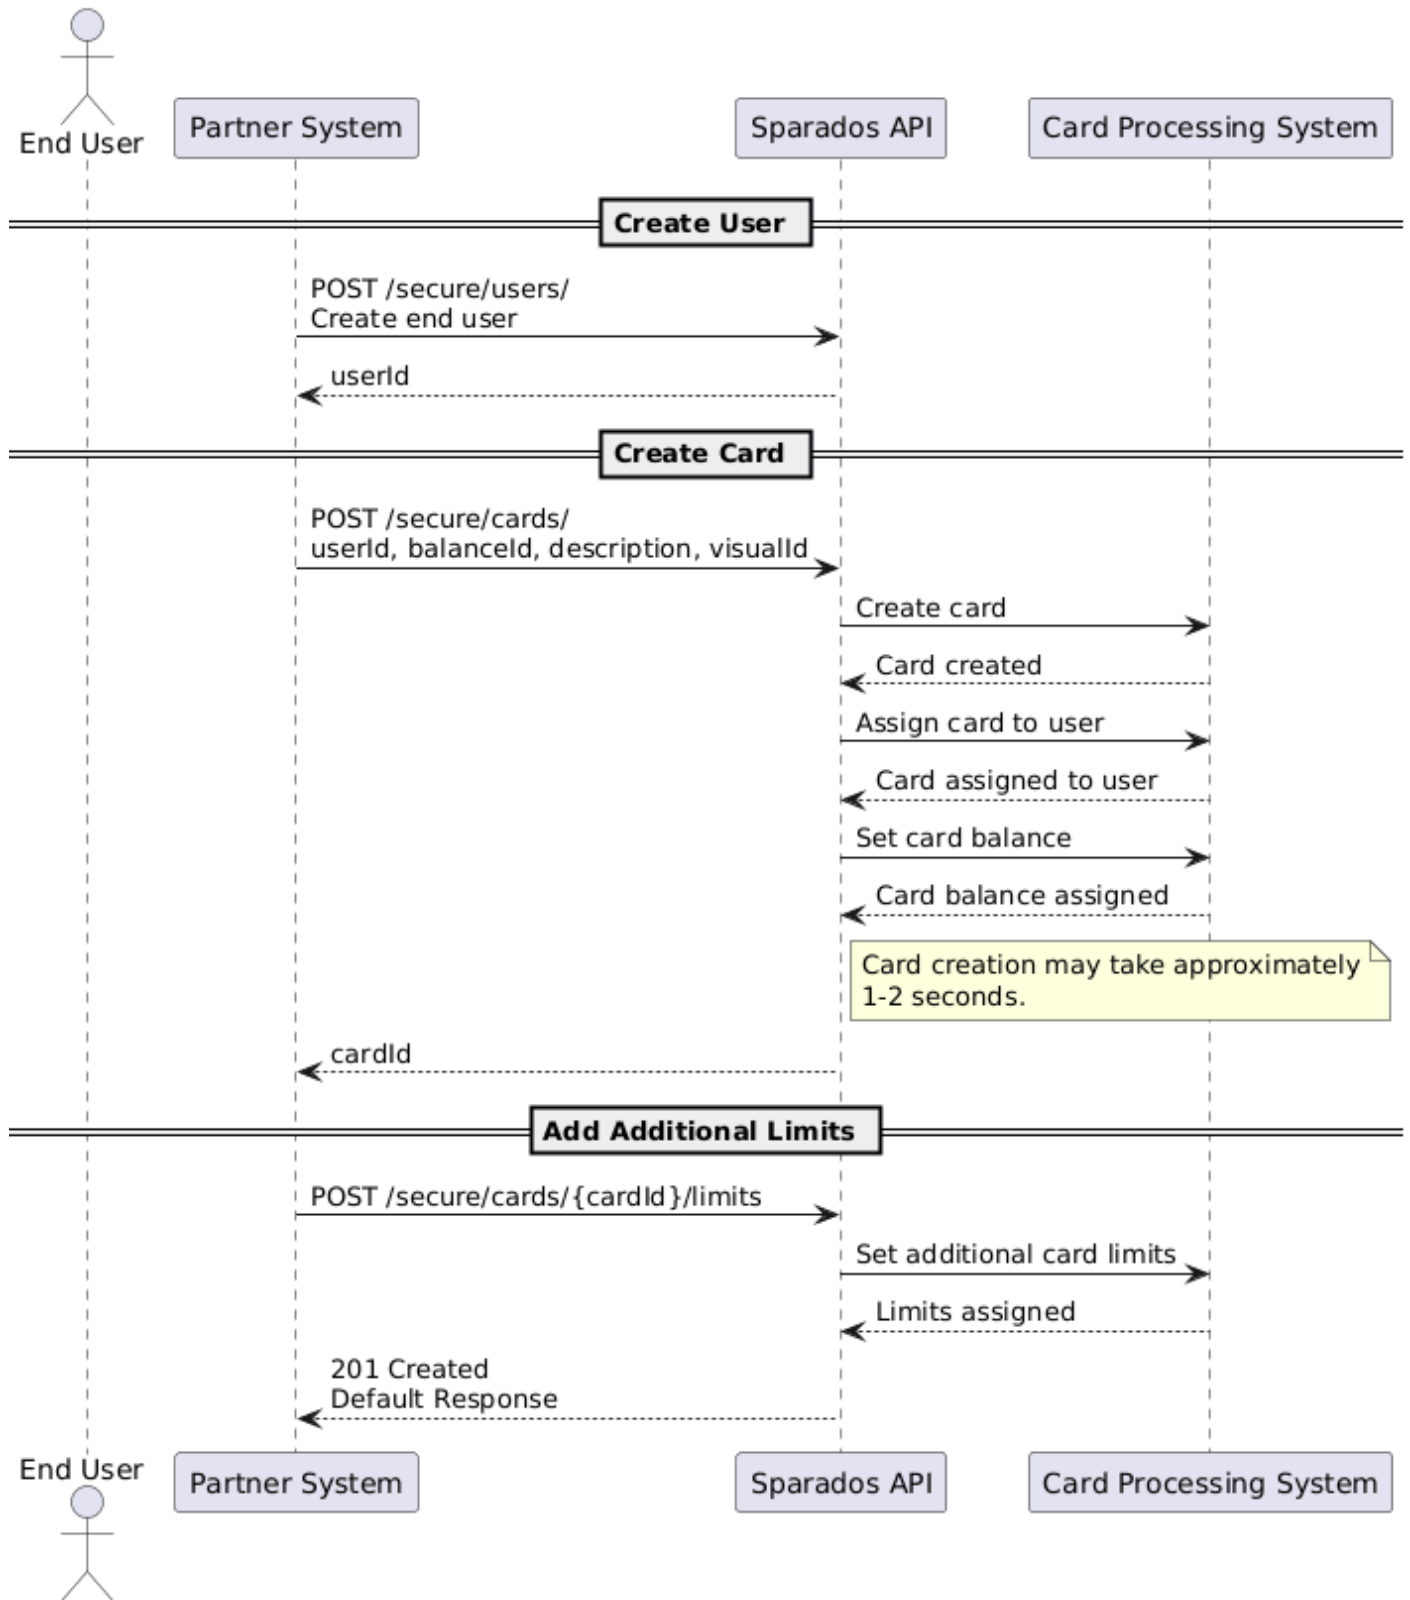 End User
Partner System
Sparados API
Card Processing System
Create User
POST /secure/users/
Create end user
userId
Create Card
POST /secure/cards/
userId, balanceId, description, visualId
Create card
Card created
Assign card to user
Card assigned to user
Set card balance
Card balance assigned
Card creation may take approximately
1-2 seconds.
cardId
Add Additional Limits
POST /secure/cards/{cardId}/limits
Set additional card limits
Limits assigned
201 Created
Default Response
End User
Partner System
Sparados API
Card Processing System